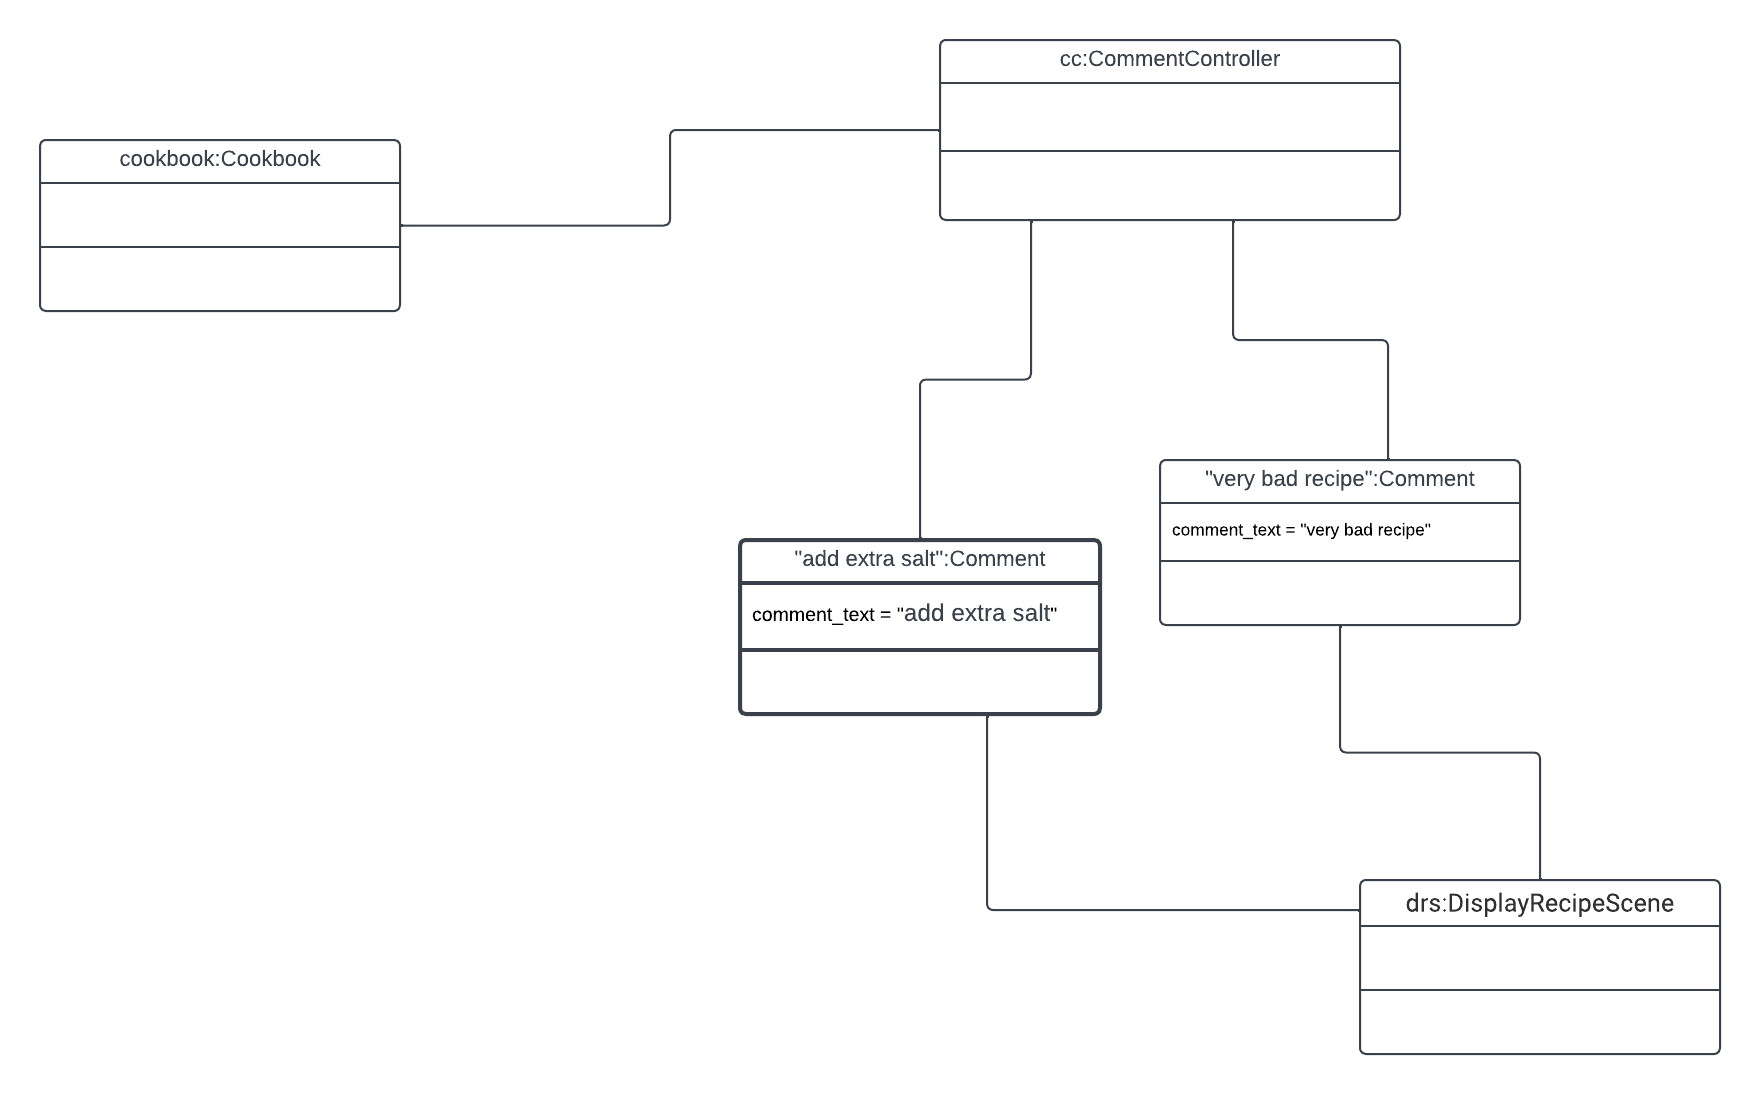 cc:CommentController
cookbook:Cookbook
"very bad recipe":Comment
comment_text = "very bad recipe"
"add extra salt":Comment
comment_text = "add extra salt"
drs:DisplayRecipeScene